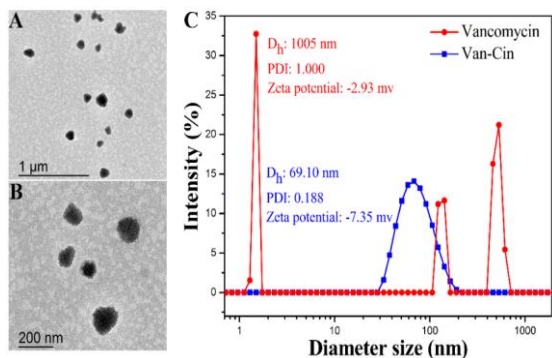 A
1 μm
B
200 nm
C
Intensity (%)
35
30
25
20
15
10
5
0
Vancomycin
Van-Cin
D_h: 1005 nm
PDI: 1.000
Zeta potential: -2.93 mv
D_h: 69.10 nm
PDI: 0.188
Zeta potential: -7.35 mv
1
10
100
1000
Diameter size (nm)